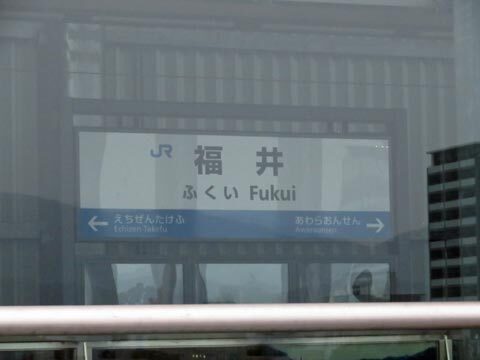 JR 福井
ふくい Fukui
← えちぜんたけふ あわらおんせん →
Echizen-Takefu Awaraonsen